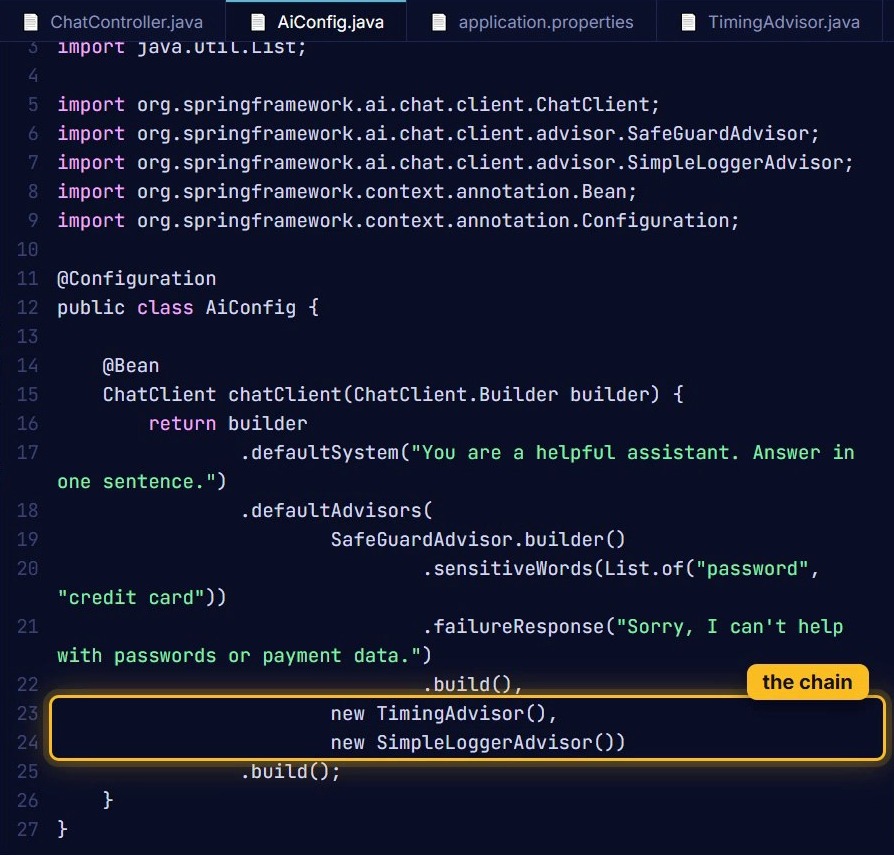 ChatController.java
AiConfig.java
application.properties
TimingAdvisor.java
3 import java.util.List;
4
5 import org.springframework.ai.chat.client.ChatClient;
6 import org.springframework.ai.chat.client.advisor.SafeGuardAdvisor;
7 import org.springframework.ai.chat.client.advisor.SimpleLoggerAdvisor;
8 import org.springframework.context.annotation.Bean;
9 import org.springframework.context.annotation.Configuration;
10
11 @Configuration
12 public class AiConfig {
13
14 @Bean
15 ChatClient chatClient(ChatClient.Builder builder) {
16 return builder
17 .defaultSystem("You are a helpful assistant. Answer in
one sentence.")
18 .defaultAdvisors(
19 SafeGuardAdvisor.builder()
20 .sensitiveWords(List.of("password",
"credit card"))
21 .failureResponse("Sorry, I can't help
with passwords or payment data.")
22 .build(),
the chain
23 new TimingAdvisor(),
24 new SimpleLoggerAdvisor())
25 .build();
26 }
27 }